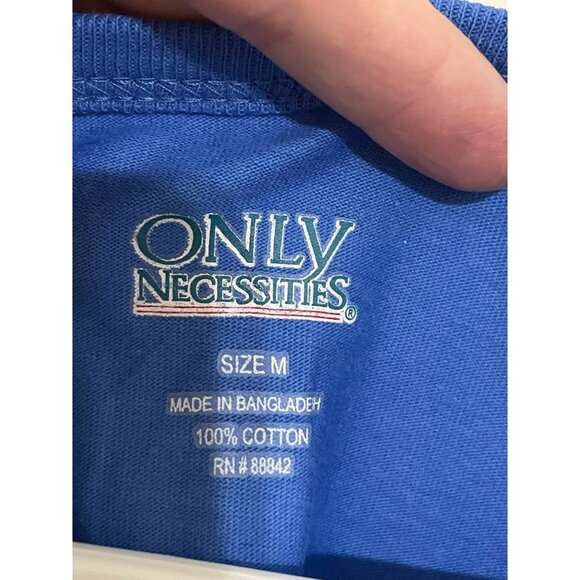 ONLY
NECESSITIES®
SIZE M
MADE IN BANGLADEH
100% COTTON
RN # 88842